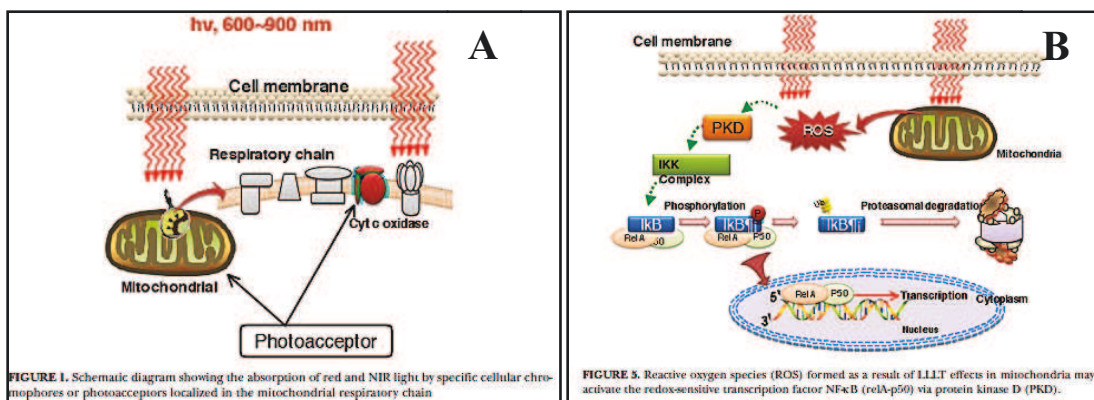 hν, 600~900 nm
A
Cell membrane
Respiratory chain
Cyt c oxidase
Mitochondrial
Photoacceptor
FIGURE 1. Schematic diagram showing the absorption of red and NIR light by specific cellular chro-
mophores or photoacceptors localized in the mitochondrial respiratory chain
B
Cell membrane
PKD
ROS
Mitochondria
IKK
Complex
Phosphorylation
Proteasomal degradation
IkB
RelA
50
P
IkB
RelA
P50
Ub
IkB
5'
RelA
P50
Transcription
Cytoplasm
3'
Nucleus
FIGURE 5. Reactive oxygen species (ROS) formed as a result of LLLT effects in mitochondria may
activate the redox-sensitive transcription factor NF-κB (relA-p50) via protein kinase D (PKD).